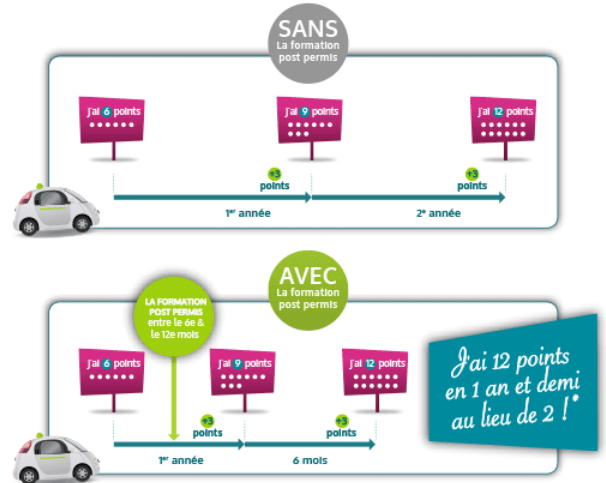 SANS
La formation
post permis
J'ai 6 points
J'ai 9 points
J'ai 12 points
+3
points
+3
points
1er année
2e année
AVEC
La formation
post permis
LA FORMATION
POST PERMIS
entre le 6e &
le 12e mois
J'ai 6 points
J'ai 9 points
J'ai 12 points
J'ai 12 points
en 1 an et demi
au lieu de 2 !*
+3
points
+3
points
1er année
6 mois